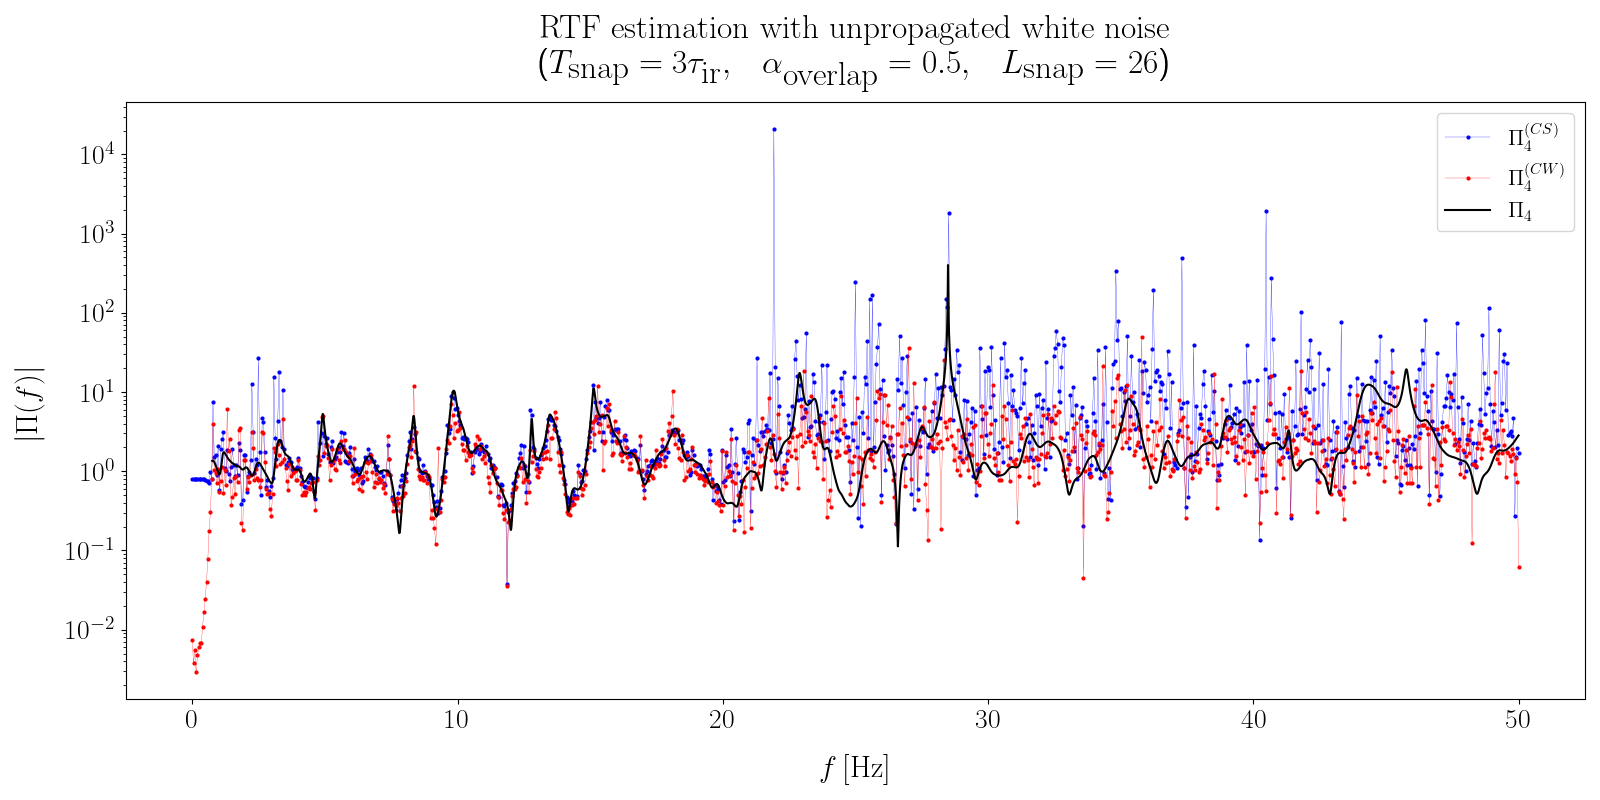 RTF estimation with unpropagated white noise
(T_snap = 3τ_ir, α_overlap = 0.5, L_snap = 26)
|Π(f)|
10^4
10^3
10^2
10^1
10^0
10^−1
10^−2
Π_4^(CS)
Π_4^(CW)
Π_4
0 10 20 30 40 50
f [Hz]